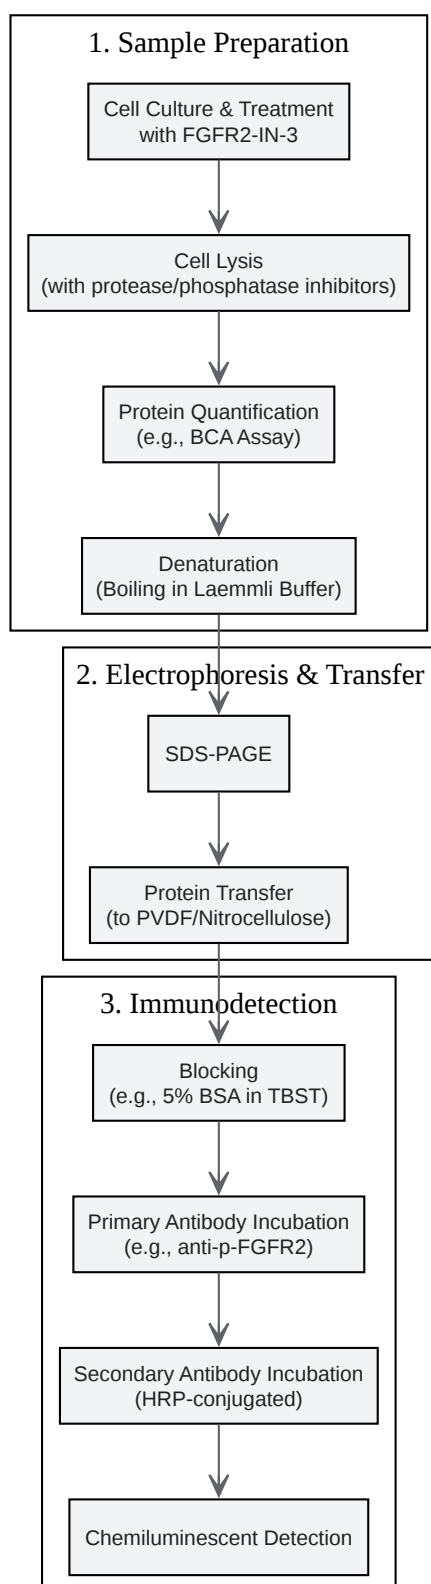 1. Sample Preparation
Cell Culture & Treatment
with FGFR2-IN-3
Cell Lysis
(with protease/phosphatase inhibitors)
Protein Quantification
(e.g., BCA Assay)
Denaturation
(Boiling in Laemmli Buffer)
2. Electrophoresis & Transfer
SDS-PAGE
Protein Transfer
(to PVDF/Nitrocellulose)
3. Immunodetection
Blocking
(e.g., 5% BSA in TBST)
Primary Antibody Incubation
(e.g., anti-p-FGFR2)
Secondary Antibody Incubation
(HRP-conjugated)
Chemiluminescent Detection